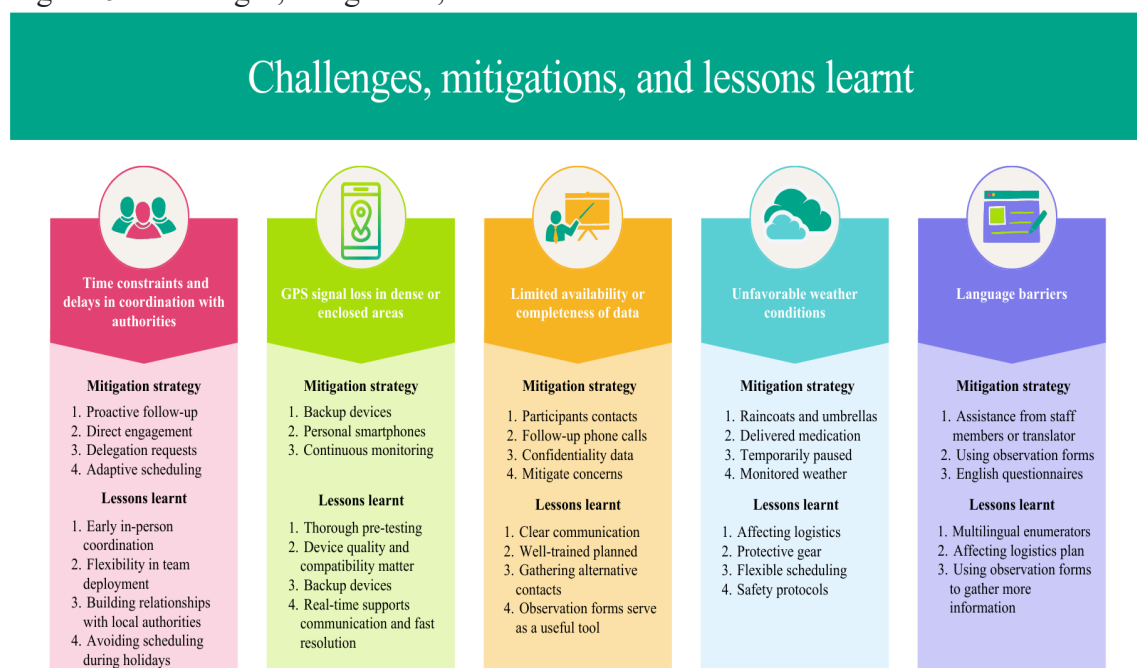 Challenges, mitigations, and lessons learnt
Time constraints and
delays in coordination with
authorities
Mitigation strategy
1. Proactive follow-up
2. Direct engagement
3. Delegation requests
4. Adaptive scheduling
Lessons learnt
1. Early in-person
coordination
2. Flexibility in team
deployment
3. Building relationships
with local authorities
4. Avoiding scheduling
during holidays
GPS signal loss in dense or
enclosed areas
Mitigation strategy
1. Backup devices
2. Personal smartphones
3. Continuous monitoring
Lessons learnt
1. Thorough pre-testing
2. Device quality and
compatibility matter
3. Backup devices
4. Real-time supports
communication and fast
resolution
Limited availability or
completeness of data
Mitigation strategy
1. Participants contacts
2. Follow-up phone calls
3. Confidentiality data
4. Mitigate concerns
Lessons learnt
1. Clear communication
2. Well-trained planned
3. Gathering alternative
contacts
4. Observation forms serve
as a useful tool
Unfavorable weather
conditions
Mitigation strategy
1. Raincoats and umbrellas
2. Delivered medication
3. Temporarily paused
4. Monitored weather
Lessons learnt
1. Affecting logistics
2. Protective gear
3. Flexible scheduling
4. Safety protocols
Language barriers
Mitigation strategy
1. Assistance from staff
members or translator
2. Using observation forms
3. English questionnaires
Lessons learnt
1. Multilingual enumerators
2. Affecting logistics plan
3. Using observation forms
to gather more
information